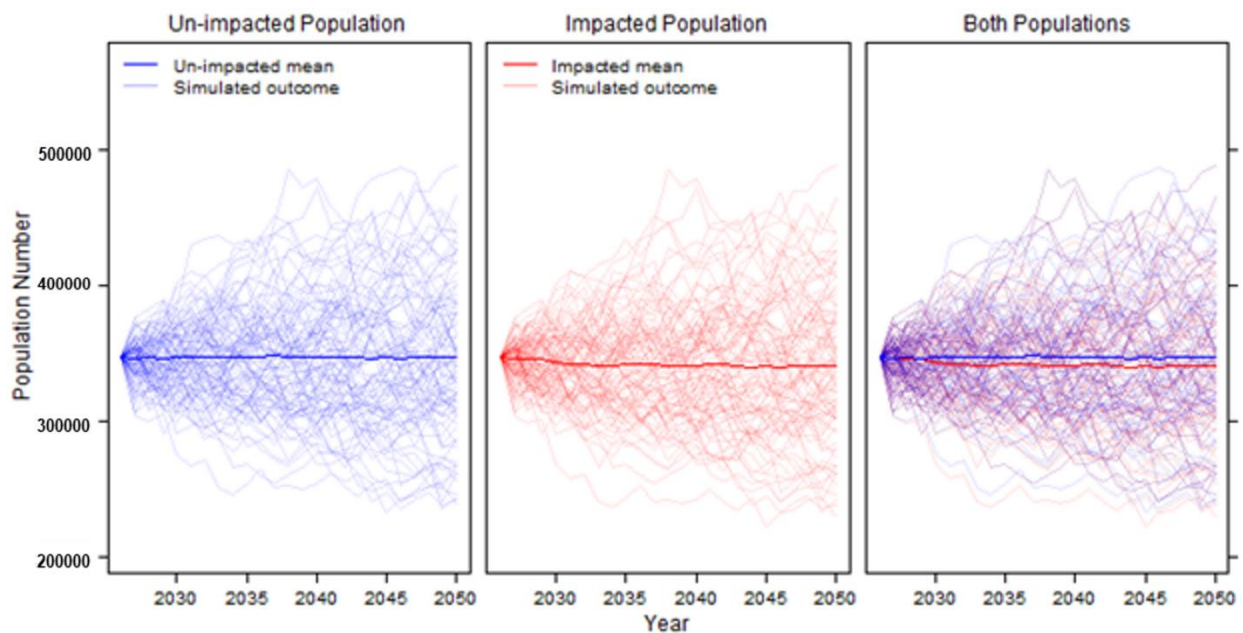 Un-impacted Population
Impacted Population
Both Populations
Un-impacted mean
Simulated outcome
Impacted mean
Simulated outcome
Population Number
500000
400000
300000
200000
2030 2035 2040 2045 2050
2030 2035 2040 2045 2050
2030 2035 2040 2045 2050
Year